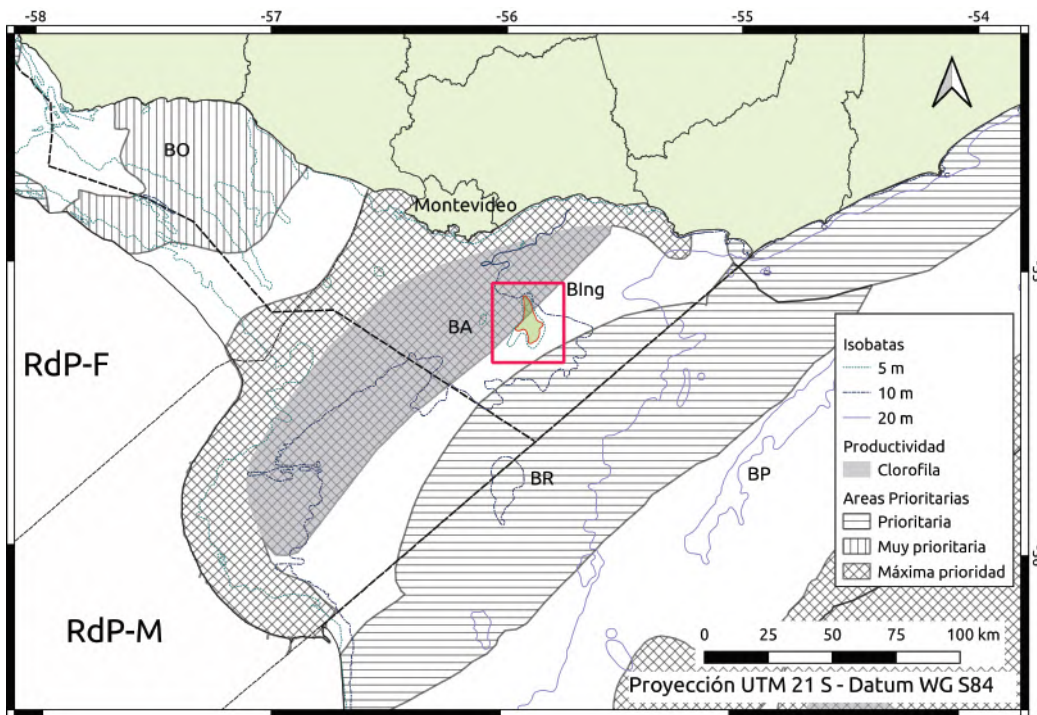 -58 -57 -56 -55 -54
BO
Montevideo
-35
BIng
BA
RdP-F
Isobatas
5 m
10 m
20 m
Productividad
Clorofila
Areas Prioritarias
Prioritaria
Muy prioritaria
Máxima prioridad
BR
BP
-36
RdP-M
0 25 50 75 100 km
Proyección UTM 21 S - Datum WG S84